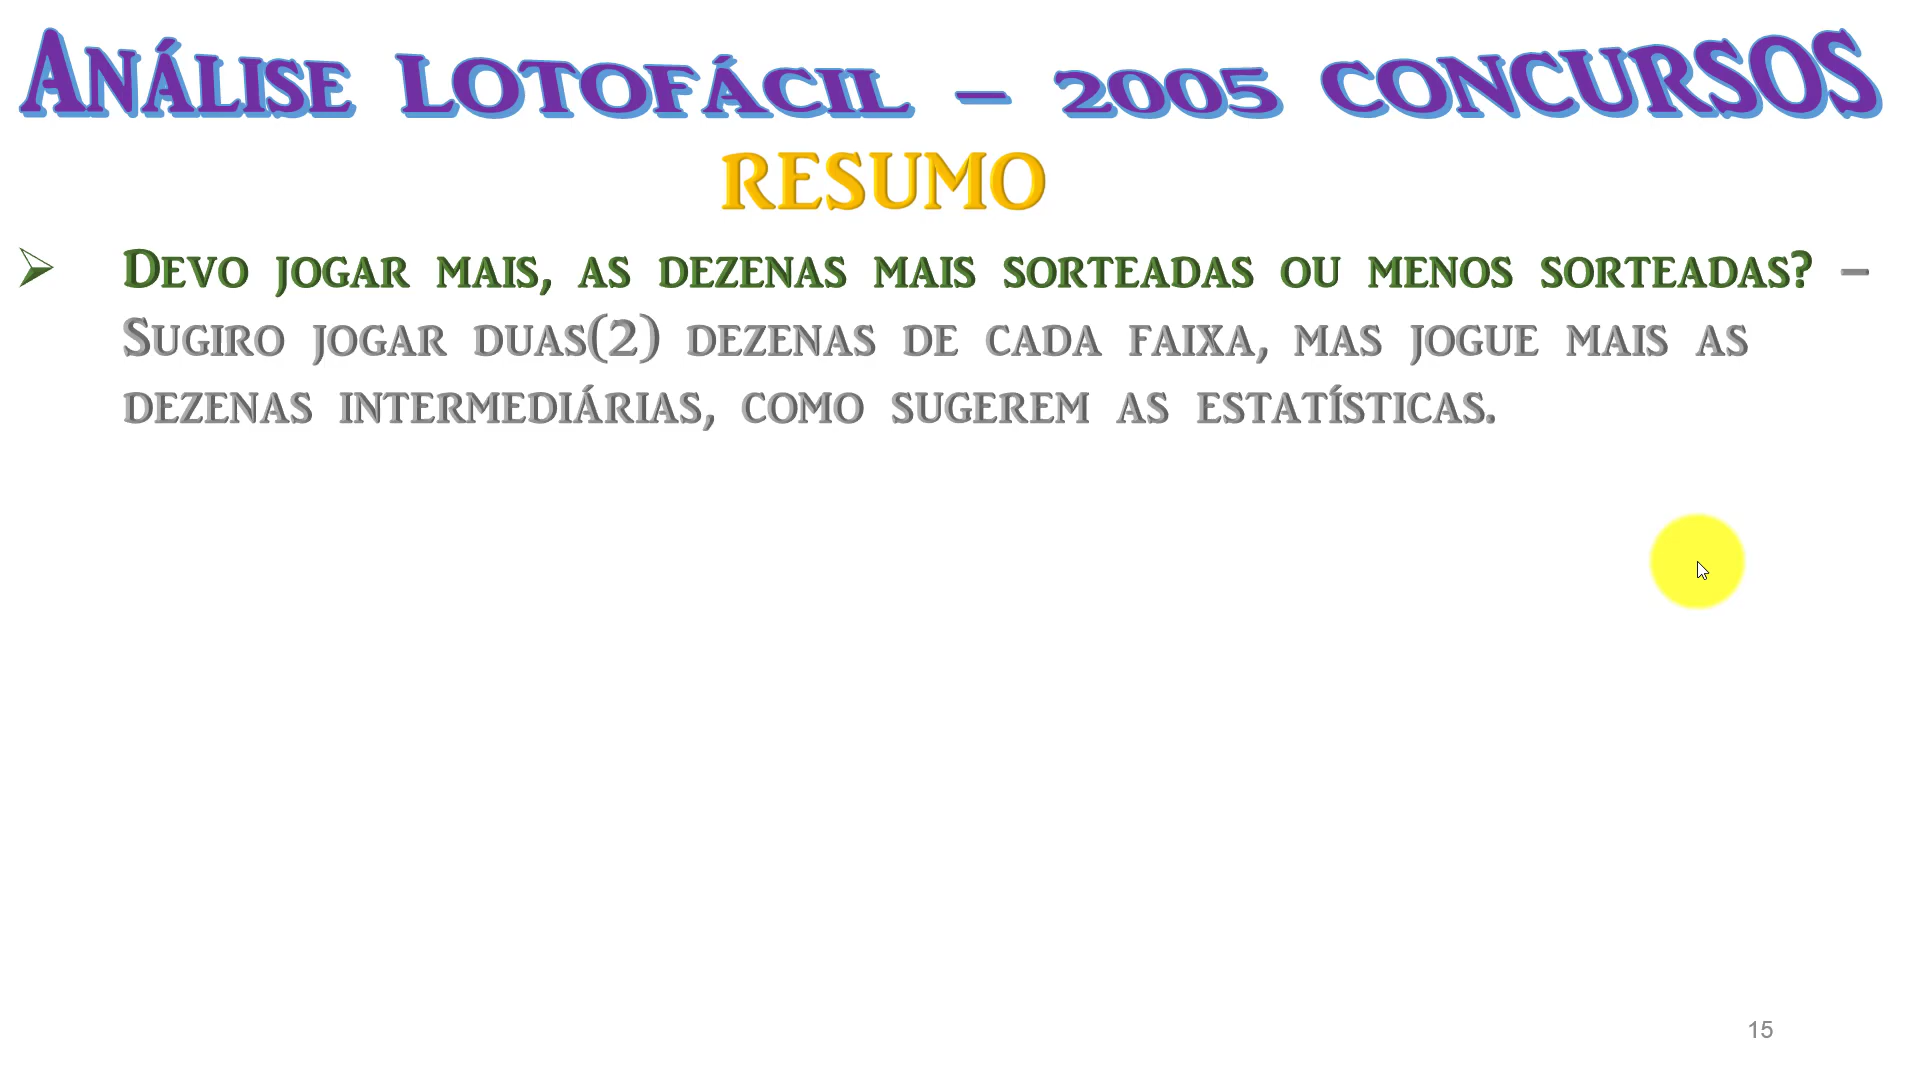 Análise Lotofácil – 2005 CONCURSOS
RESUMO
➢ Devo jogar mais, as dezenas mais sorteadas ou menos sorteadas? –
Sugiro jogar duas(2) dezenas de cada faixa, mas jogue mais as
dezenas intermediárias, como sugerem as estatísticas.
15